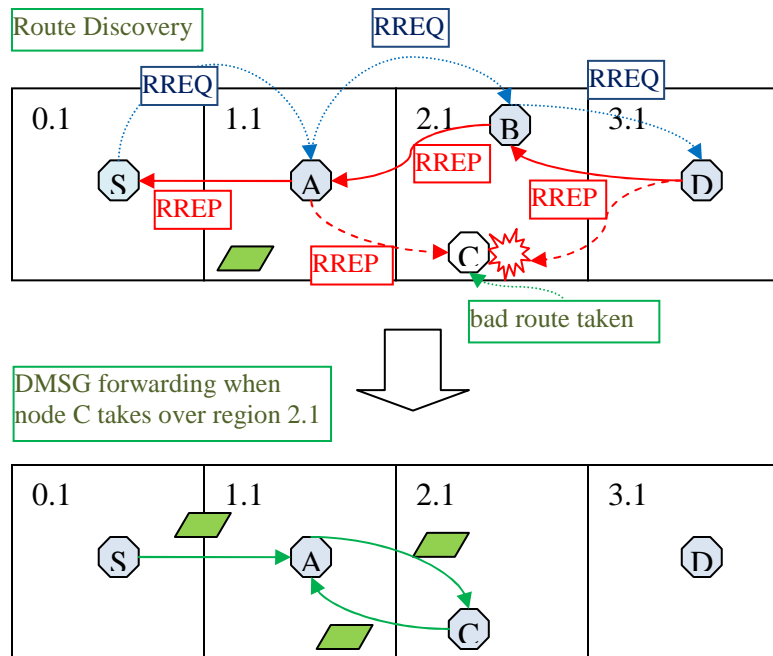 Route Discovery
RREQ
RREQ
RREQ
0.1
1.1
2.1
3.1
B
RREP
S
A
D
RREP
RREP
RREP
C
bad route taken
DMSG forwarding when
node C takes over region 2.1
0.1
1.1
2.1
3.1
S
A
D
C